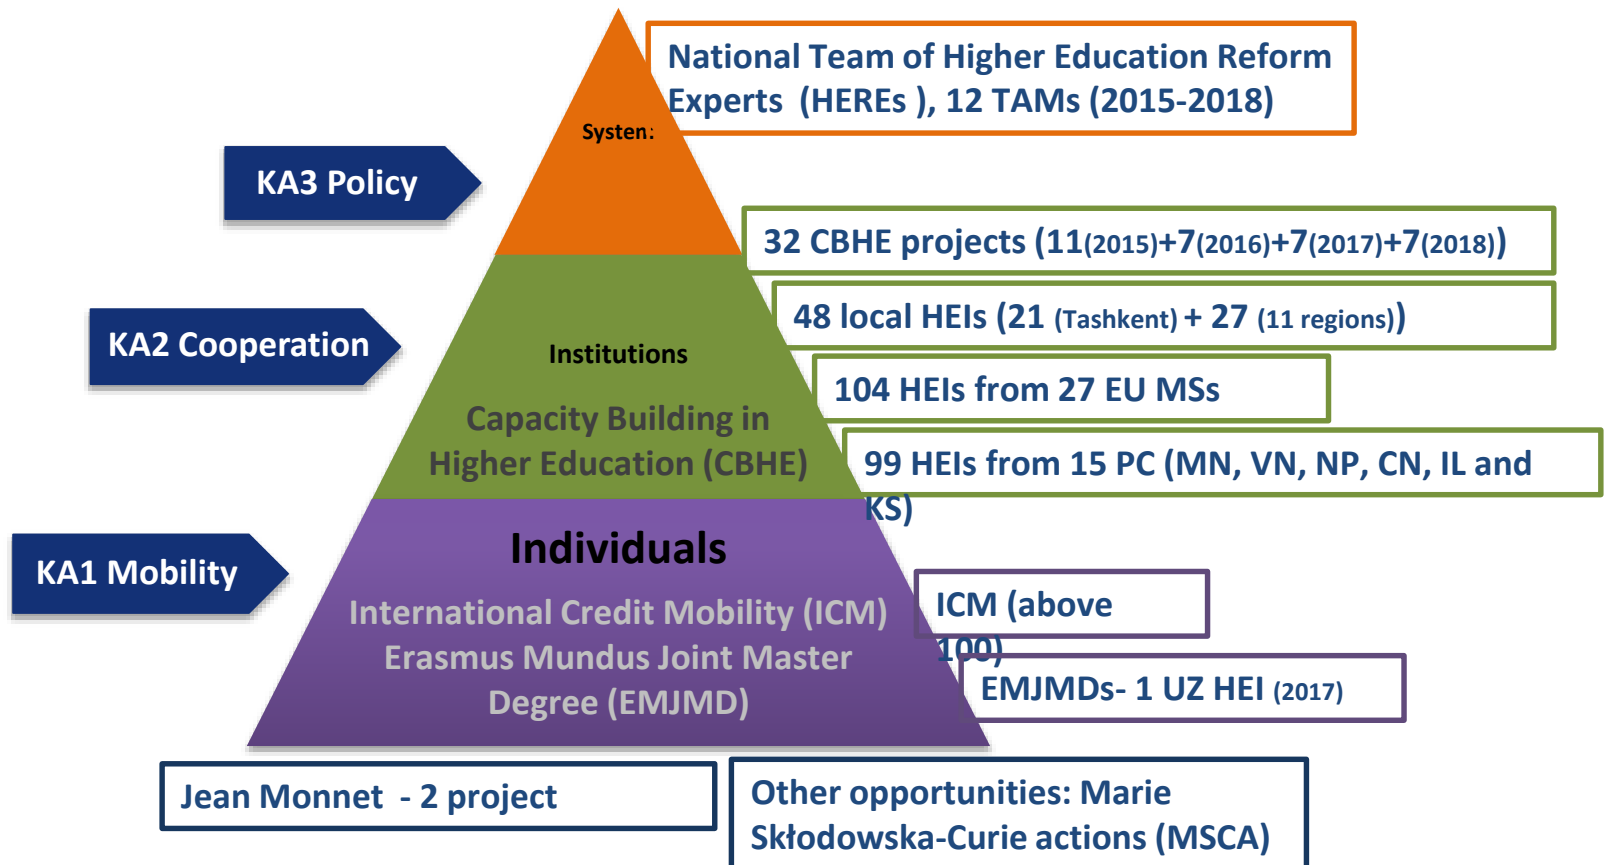 National Team of Higher Education Reform
Experts  (HEREs ), 12 TAMs (2015-2018)
System
KA3 Policy
32 CBHE projects (11(2015)+7(2016)+7(2017)+7(2018))
48 local HEIs (21 (Tashkent) + 27 (11 regions))
KA2 Cooperation
Institutions
104 HEIs from 27 EU MSs
Capacity Building in
Higher Education (CBHE)
99 HEIs from 15 PC (MN, VN, NP, CN, IL and
KS)
Individuals
KA1 Mobility
International Credit Mobility (ICM)
Erasmus Mundus Joint Master
Degree (EMJMD)
ICM (above
100)
EMJMDs- 1 UZ HEI (2017)
Jean Monnet  - 2 project
Other opportunities: Marie
Skłodowska-Curie actions (MSCA)